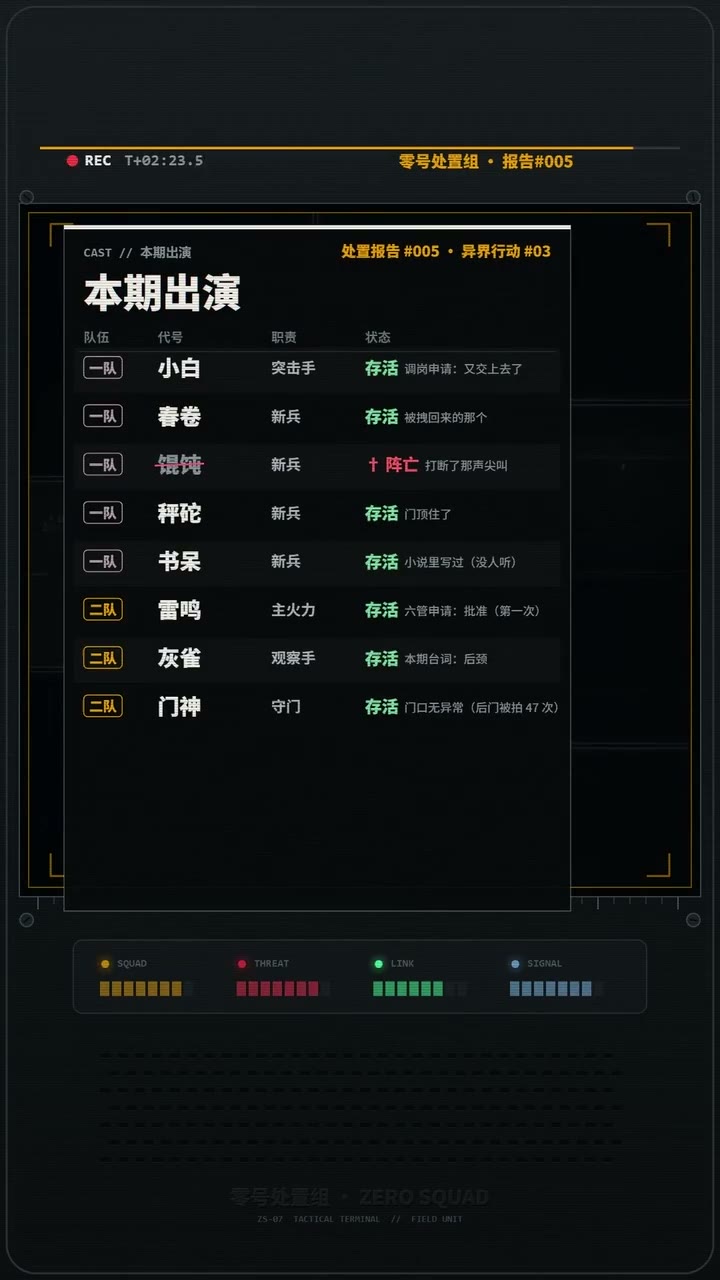 REC T+02:23.5 零号处置组 • 报告#005
CAST // 本期出演 处置报告 #005 • 异界行动 #03
本期出演
队伍 代号 职责 状态
一队 小白 突击手 存活 调岗申请：又交上去了
一队 春卷 新兵 存活 被拽回来的那个
一队 馄饨 新兵 † 阵亡 打断了那声尖叫
一队 秤砣 新兵 存活 门顶住了
一队 书呆 新兵 存活 小说里写过（没人听）
二队 雷鸣 主火力 存活 六管申请：批准（第一次）
二队 灰雀 观察手 存活 本期台词：后颈
二队 门神 守门 存活 门口无异常（后门被拍 47 次）
SQUAD THREAT LINK SIGNAL
零号处置组 • ZERO SQUAD
ZS-07 TACTICAL TERMINAL // FIELD UNIT